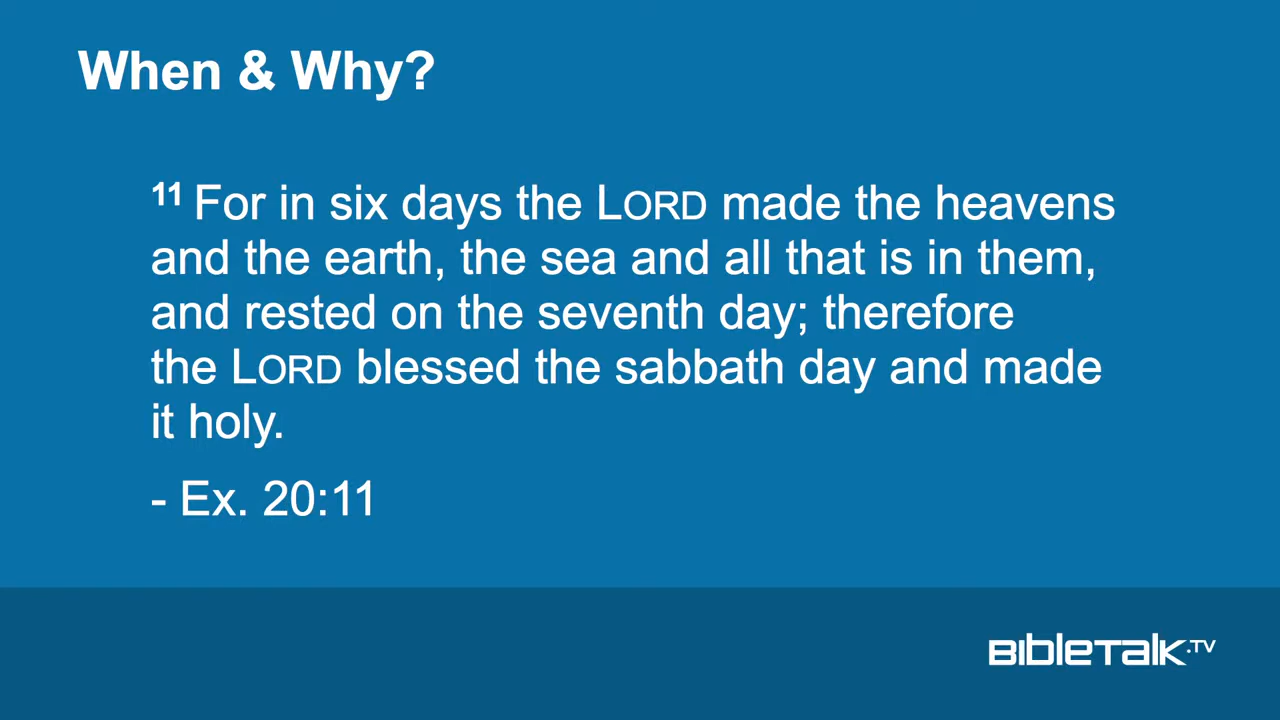 When & Why?
11 For in six days the LORD made the heavens
and the earth, the sea and all that is in them,
and rested on the seventh day; therefore
the LORD blessed the sabbath day and made
it holy.
- Ex. 20:11
BIBLETALK.TV